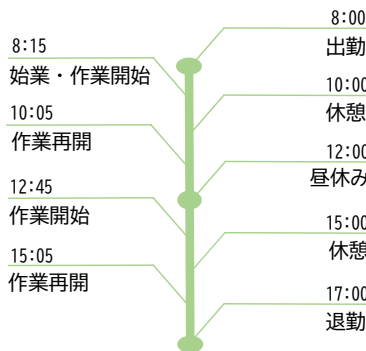 8:00
出勤
8:15
始業・作業開始
10:00
休憩
10:05
作業再開
12:00
昼休み
12:45
作業開始
15:00
休憩
15:05
作業再開
17:00
退勤